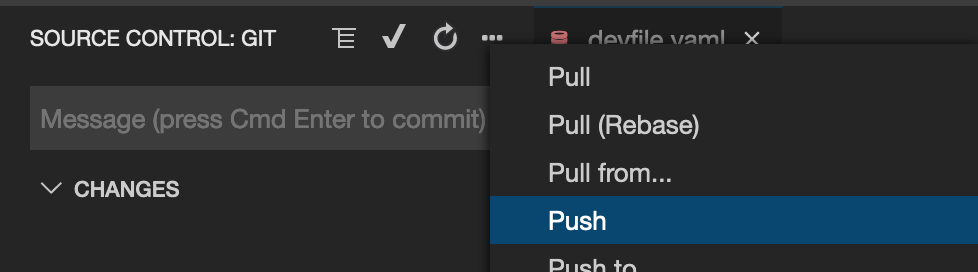 SOURCE CONTROL: GIT
devfile.yaml
Message (press Cmd Enter to commit)
CHANGES
Pull
Pull (Rebase)
Pull from...
Push
Push to